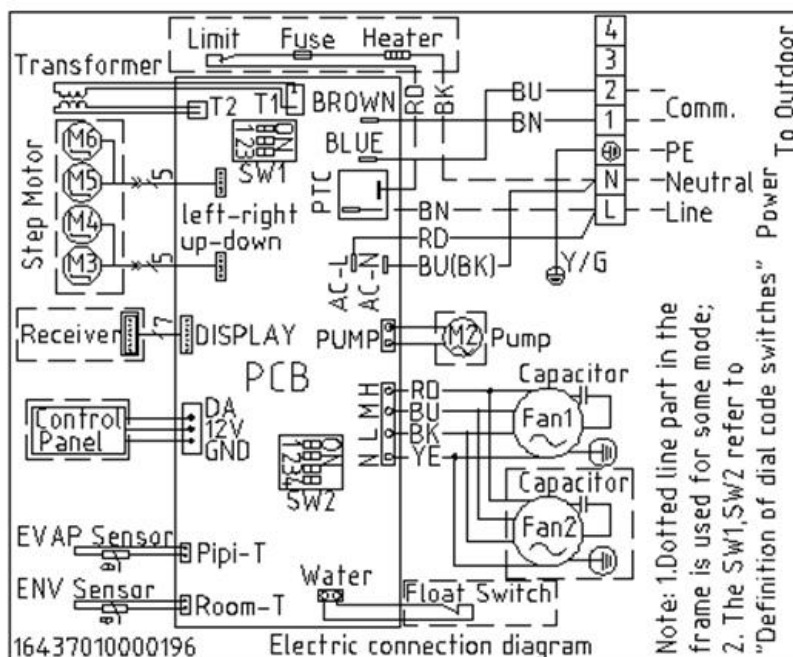 Limit Fuse Heater
Transformer
T2 T1 BROWN
RD
BK
BLUE
ON
123
SW1
M6
M5
M4
M3
Step Motor
5
5
left-right
up-down
PTC
BU
BN
BN
RD
BU(BK)
AC-L
AC-N
4
3
2
1
N
L
Comm.
PE
Neutral
Line
Y/G
Power To Outdoor
Receiver
7
DISPLAY
PUMP
M2
Pump
PCB
Control
Panel
DA
12V
GND
ON
1234
SW2
H
M
L
N
RD
BU
BK
YE
Capacitor
Fan1
Capacitor
Fan2
EVAP Sensor
θ
Pipi-T
ENV Sensor
θ
Room-T
Water
Float Switch
16437010000196
Electric connection diagram
Note: 1.Dotted line part in the
frame is used for some mode;
2. The SW1,SW2 refer to
"Definition of dial code switches"